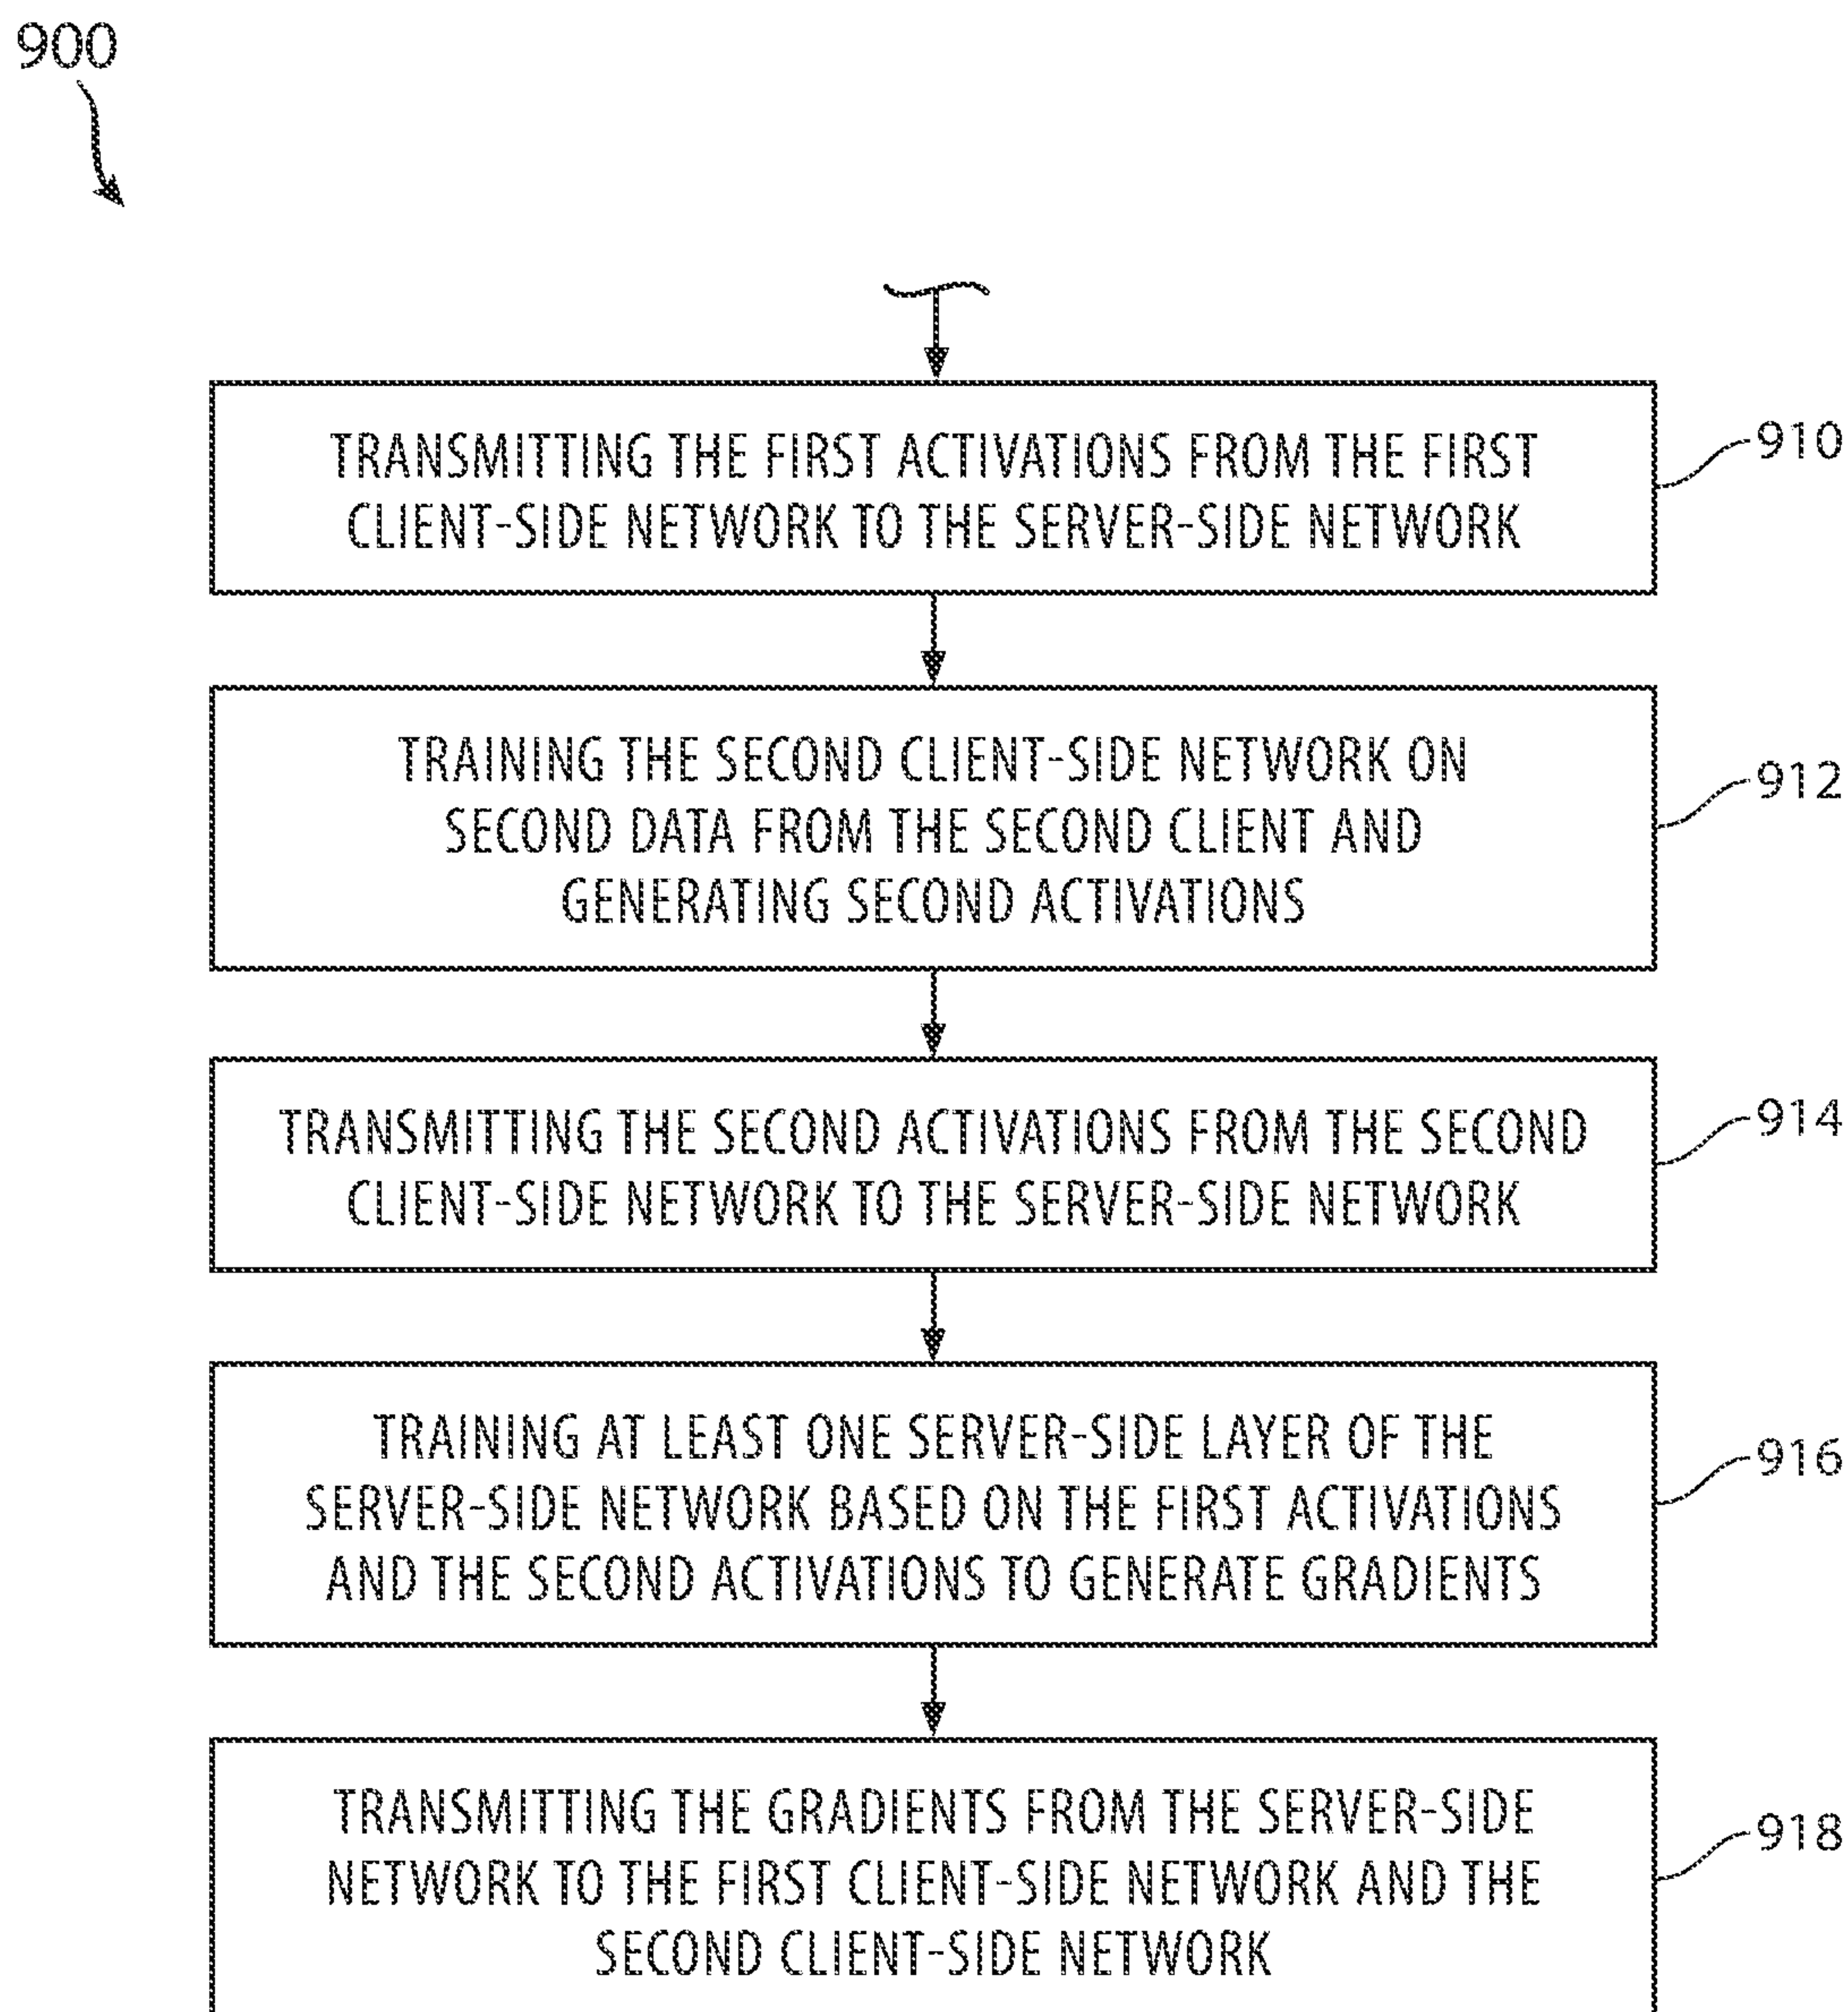 900
TRANSMITTING THE FIRST ACTIVATIONS FROM THE FIRST
CLIENT-SIDE NETWORK TO THE SERVER-SIDE NETWORK
910
TRAINING THE SECOND CLIENT-SIDE NETWORK ON
SECOND DATA FROM THE SECOND CLIENT AND
GENERATING SECOND ACTIVATIONS
912
TRANSMITTING THE SECOND ACTIVATIONS FROM THE SECOND
CLIENT-SIDE NETWORK TO THE SERVER-SIDE NETWORK
914
TRAINING AT LEAST ONE SERVER-SIDE LAYER OF THE
SERVER-SIDE NETWORK BASED ON THE FIRST ACTIVATIONS
AND THE SECOND ACTIVATIONS TO GENERATE GRADIENTS
916
TRANSMITTING THE GRADIENTS FROM THE SERVER-SIDE
NETWORK TO THE FIRST CLIENT-SIDE NETWORK AND THE
SECOND CLIENT-SIDE NETWORK
918